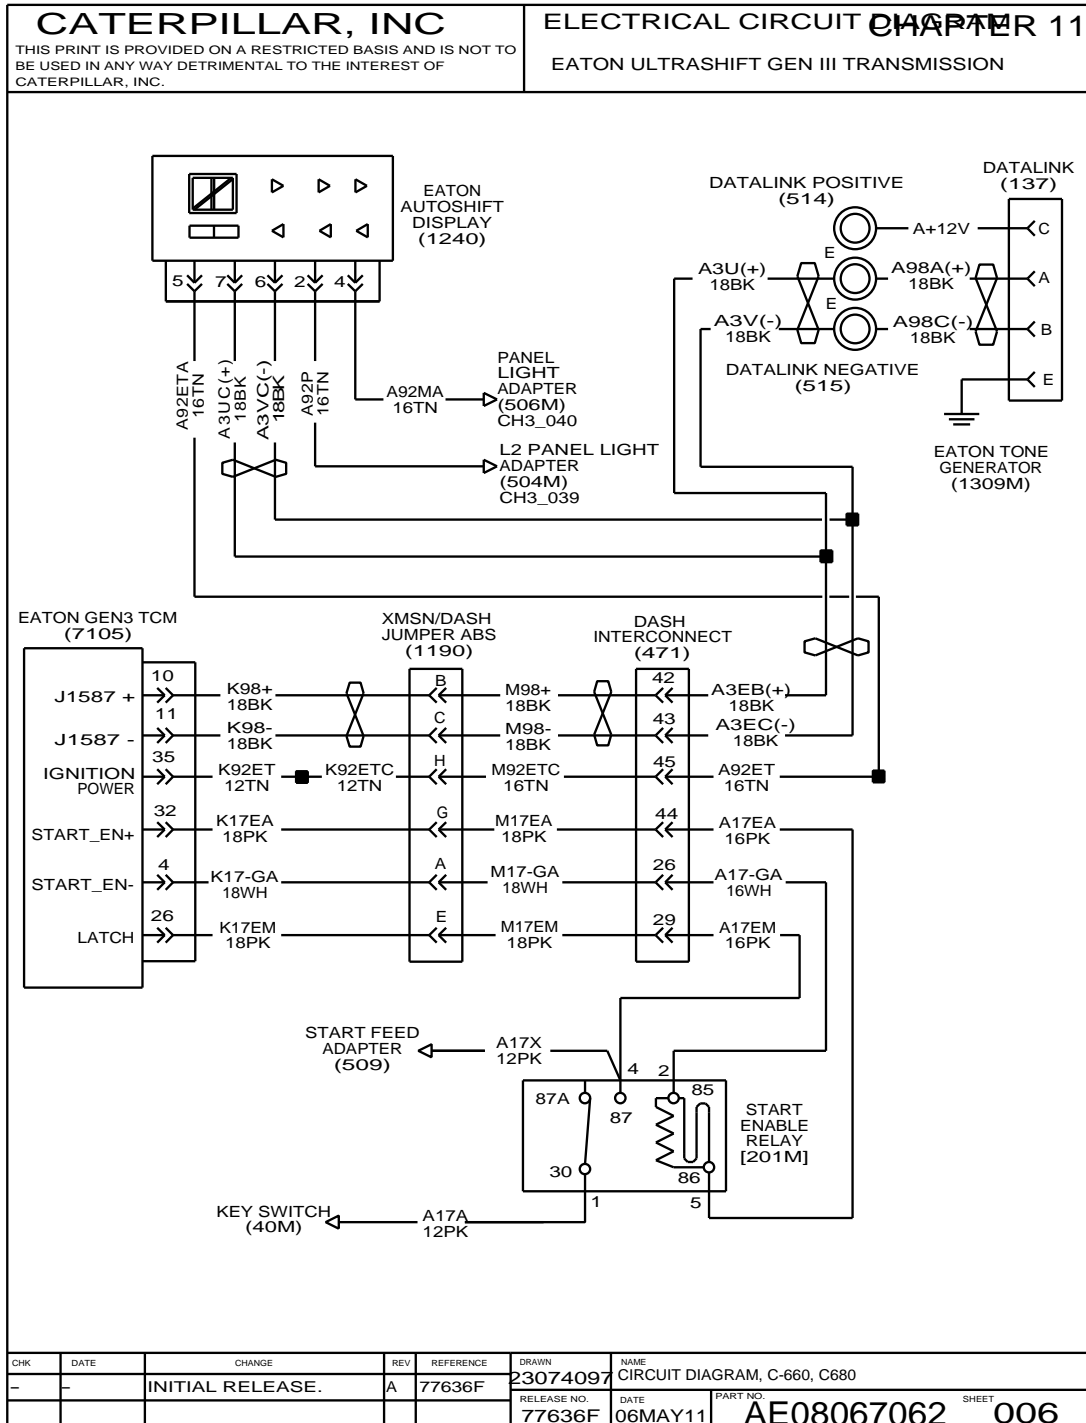 CATERPILLAR, INC
THIS PRINT IS PROVIDED ON A RESTRICTED BASIS AND IS NOT TO
BE USED IN ANY WAY DETRIMENTAL TO THE INTEREST OF
CATERPILLAR, INC.
ELECTRICAL CIRCUIT DIAGRAM
CHAPTER 11
EATON ULTRASHIFT GEN III TRANSMISSION
EATON
AUTOSHIFT
DISPLAY
(1240)
5 7 6 2 4
DATALINK POSITIVE
(514)
DATALINK
(137)
A+12V
C
E
A3U(+)
18BK
A98A(+)
18BK
A
E
A3V(-)
18BK
A98C(-)
18BK
B
DATALINK NEGATIVE
(515)
E
EATON TONE
GENERATOR
(1309M)
A92ETA
16TN
A3UC(+)
18BK
A3VC(-)
18BK
A92P
16TN
A92MA
16TN
PANEL
LIGHT
ADAPTER
(506M)
CH3_040
L2 PANEL LIGHT
ADAPTER
(504M)
CH3_039
EATON GEN3 TCM
(7105)
XMSN/DASH
JUMPER ABS
(1190)
DASH
INTERCONNECT
(471)
J1587 +
10
K98+
18BK
B
M98+
18BK
42
A3EB(+)
18BK
J1587 -
11
K98-
18BK
C
M98-
18BK
43
A3EC(-)
18BK
IGNITION
POWER
35
K92ET
12TN
K92ETC
12TN
H
M92ETC
16TN
45
A92ET
16TN
START_EN+
32
K17EA
18PK
G
M17EA
18PK
44
A17EA
16PK
START_EN-
4
K17-GA
18WH
A
M17-GA
18WH
26
A17-GA
16WH
LATCH
26
K17EM
18PK
E
M17EM
18PK
29
A17EM
16PK
START FEED
ADAPTER
(509)
A17X
12PK
4 2
87A
87
85
30
86
1
5
START
ENABLE
RELAY
[201M]
KEY SWITCH
(40M)
A17A
12PK
CHK DATE CHANGE REV REFERENCE
- - INITIAL RELEASE. A 77636F
DRAWN
23074097
NAME
CIRCUIT DIAGRAM, C-660, C680
RELEASE NO.
77636F
DATE
06MAY11
PART NO.
AE08067062
SHEET
006